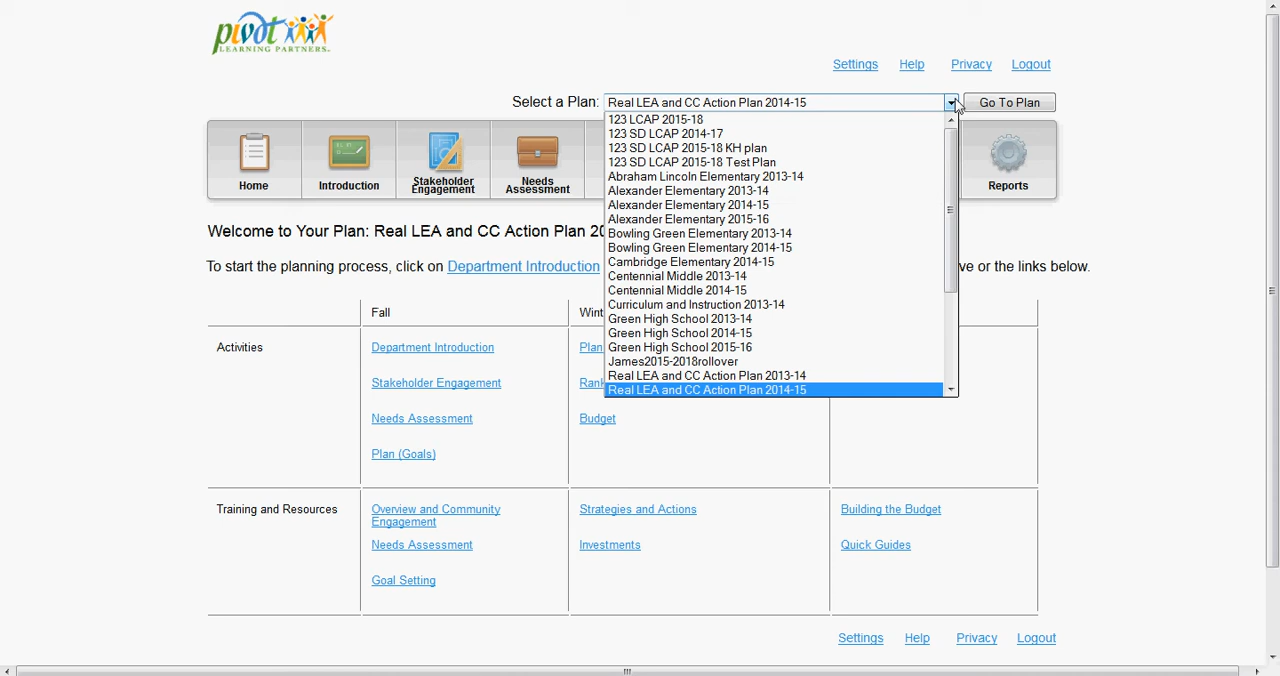 pivot
LEARNING PARTNERS
Settings Help Privacy Logout
Select a Plan: Real LEA and CC Action Plan 2014-15 Go To Plan
123 LCAP 2015-18
123 SD LCAP 2014-17
123 SD LCAP 2015-18 KH plan
123 SD LCAP 2015-18 Test Plan
Abraham Lincoln Elementary 2013-14
Alexander Elementary 2013-14
Alexander Elementary 2014-15
Alexander Elementary 2015-16
Bowling Green Elementary 2013-14
Bowling Green Elementary 2014-15
Cambridge Elementary 2014-15
Centennial Middle 2013-14
Centennial Middle 2014-15
Curriculum and Instruction 2013-14
Green High School 2013-14
Green High School 2014-15
Green High School 2015-16
James2015-2018rollover
Real LEA and CC Action Plan 2013-14
Real LEA and CC Action Plan 2014-15
Home
Introduction
Stakeholder
Engagement
Needs
Assessment
Reports
Welcome to Your Plan: Real LEA and CC Action Plan 20
To start the planning process, click on Department Introduction ve or the links below.
Fall Wint
Activities
Department Introduction Plan
Stakeholder Engagement Ran
Needs Assessment Budget
Plan (Goals)
Training and Resources
Overview and Community
Engagement
Strategies and Actions Building the Budget
Needs Assessment Investments Quick Guides
Goal Setting
Settings Help Privacy Logout